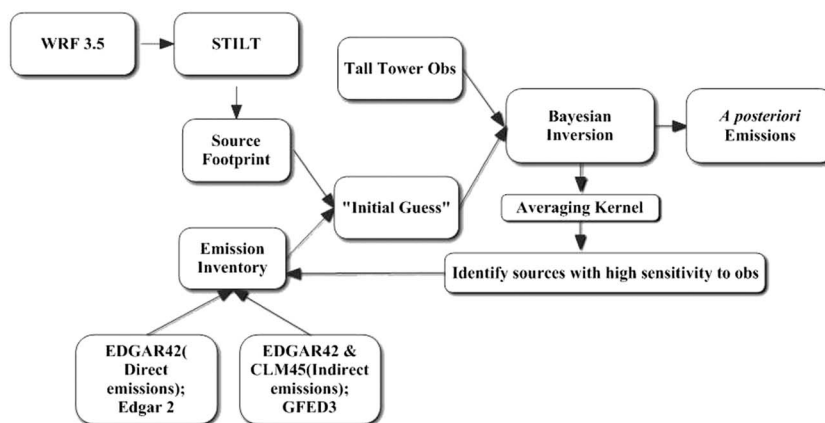 WRF 3.5
STILT
Tall Tower Obs
Bayesian
Inversion
A posteriori
Emissions
Source
Footprint
"Initial Guess"
Averaging Kernel
Emission
Inventory
Identify sources with high sensitivity to obs
EDGAR42(
Direct
emissions);
Edgar 2
EDGAR42 &
CLM45(Indirect
emissions);
GFED3